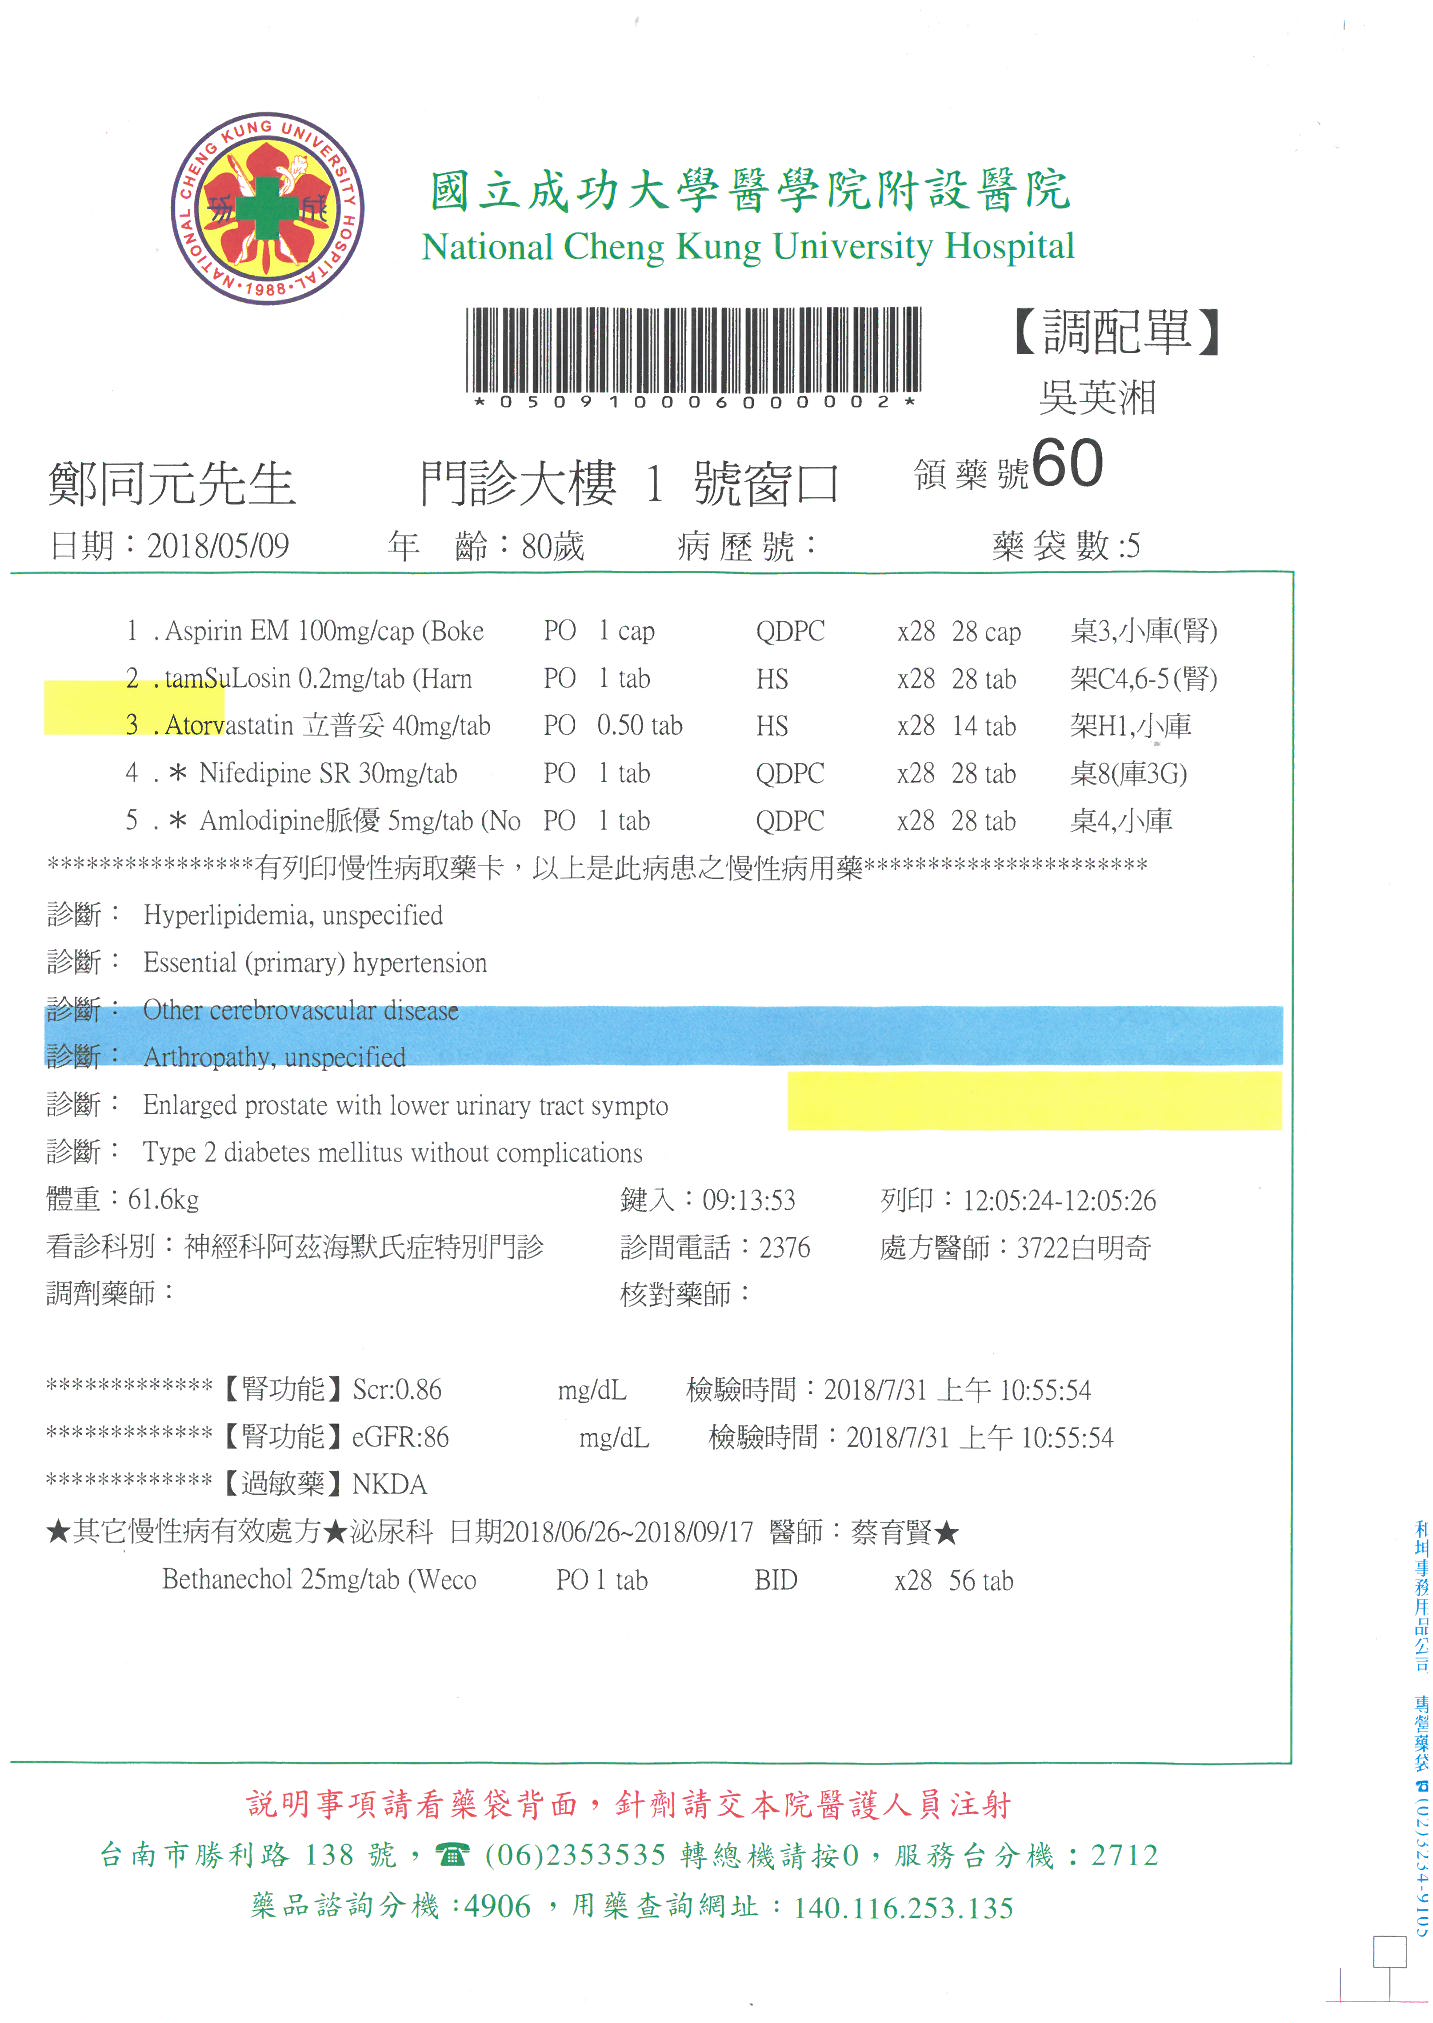 NATIONAL CHENG KUNG UNIVERSITY HOSPITAL
1988
國立成功大學醫學院附設醫院
National Cheng Kung University Hospital
*050910006000002*
【調配單】
吳英湘
鄭同元先生 門診大樓 1 號窗口 領藥號60
日期：2018/05/09 年 齡：80歲 病歷號： 藥袋數:5
1 .Aspirin EM 100mg/cap (Boke PO 1 cap QDPC x28 28 cap 桌3,小庫(腎)
2 .tamSuLosin 0.2mg/tab (Harn PO 1 tab HS x28 28 tab 架C4,6-5(腎)
3 .Atorvastatin 立普妥 40mg/tab PO 0.50 tab HS x28 14 tab 架H1,小庫
4 .＊ Nifedipine SR 30mg/tab PO 1 tab QDPC x28 28 tab 桌8(庫3G)
5 .＊ Amlodipine脈優 5mg/tab (No PO 1 tab QDPC x28 28 tab 桌4,小庫
****************有列印慢性病取藥卡，以上是此病患之慢性病用藥**********************
診斷： Hyperlipidemia, unspecified
診斷： Essential (primary) hypertension
診斷： Other cerebrovascular disease
診斷： Arthropathy, unspecified
診斷： Enlarged prostate with lower urinary tract sympto
診斷： Type 2 diabetes mellitus without complications
體重：61.6kg 鍵入：09:13:53 列印：12:05:24-12:05:26
看診科別：神經科阿茲海默氏症特別門診 診間電話：2376 處方醫師：3722白明奇
調劑藥師： 核對藥師：
*************【腎功能】Scr:0.86 mg/dL 檢驗時間：2018/7/31 上午 10:55:54
*************【腎功能】eGFR:86 mg/dL 檢驗時間：2018/7/31 上午 10:55:54
*************【過敏藥】NKDA
★其它慢性病有效處方★泌尿科 日期2018/06/26~2018/09/17 醫師：蔡育賢★
Bethanechol 25mg/tab (Weco PO 1 tab BID x28 56 tab
説明事項請看藥袋背面，針劑請交本院醫護人員注射
台南市勝利路 138 號，☎ (06)2353535 轉總機請按0，服務台分機：2712
藥品諮詢分機:4906 ，用藥查詢網址：140.116.253.135
和坤事務用品公司 專營藥袋☎(02)3234-9105